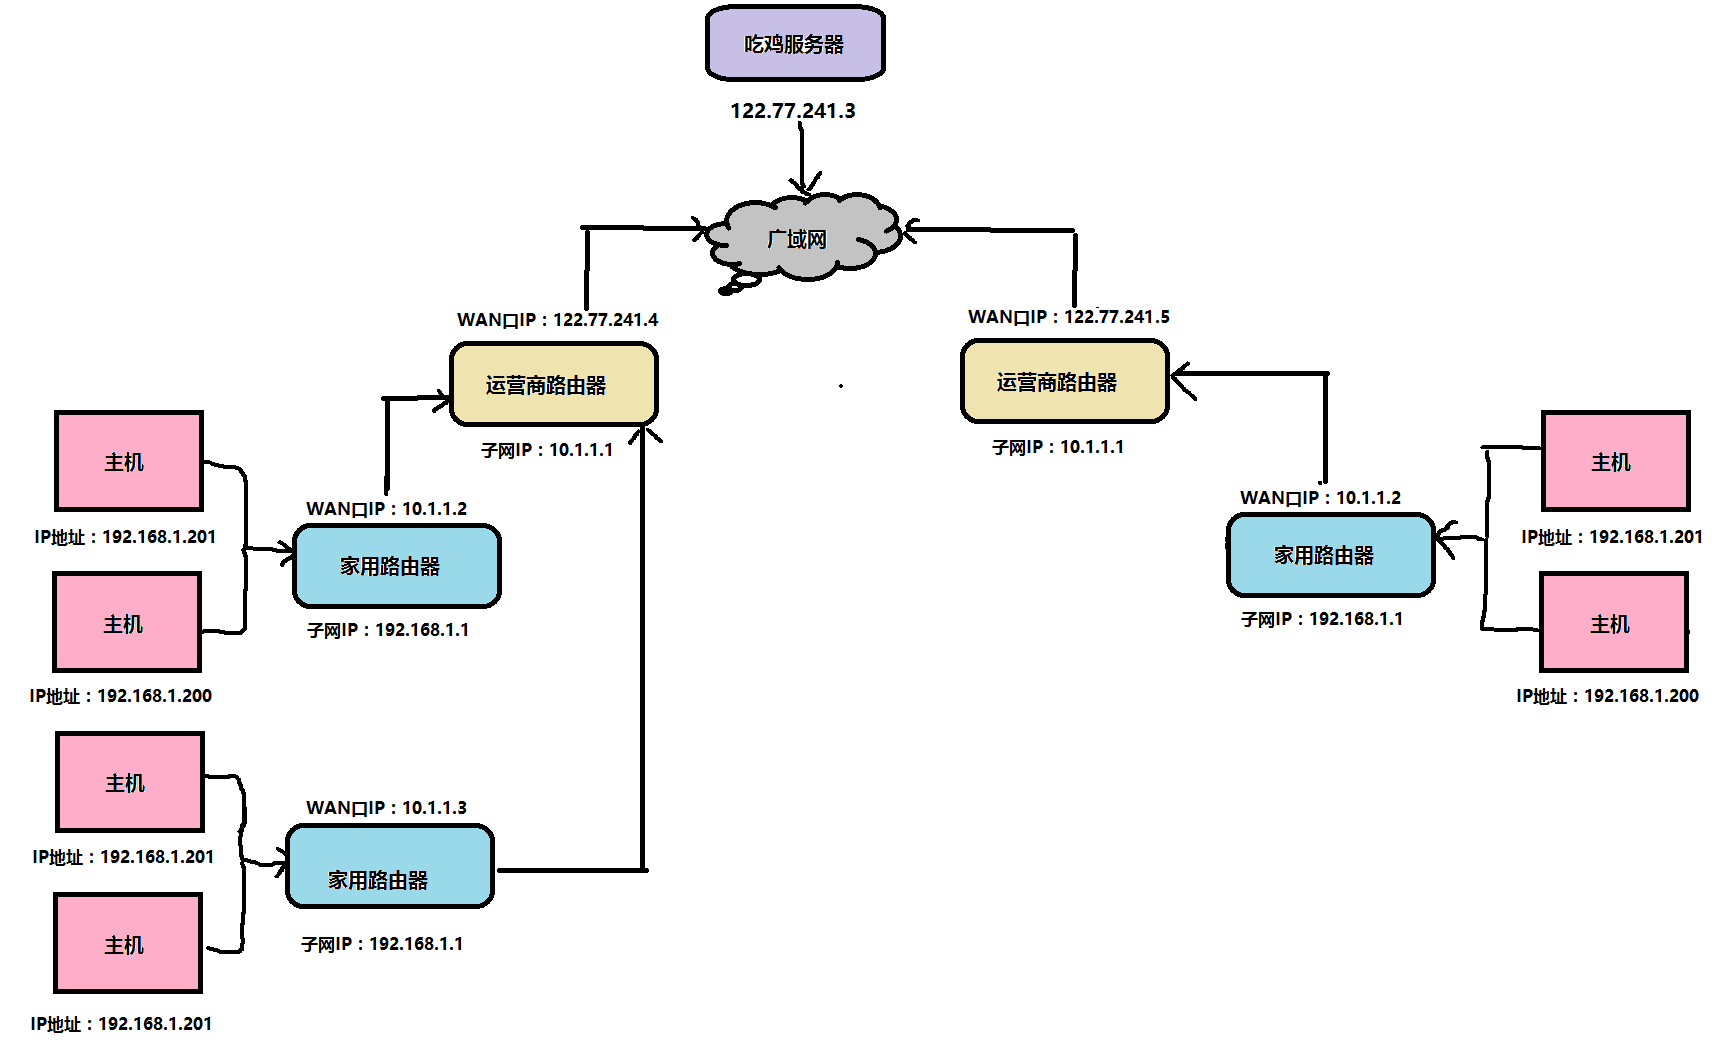 吃鸡服务器
122.77.241.3
广域网
WAN口IP：122.77.241.4
运营商路由器
子网IP：10.1.1.1
WAN口IP：122.77.241.5
运营商路由器
子网IP：10.1.1.1
主机
IP地址：192.168.1.201
主机
IP地址：192.168.1.200
WAN口IP：10.1.1.2
家用路由器
子网IP：192.168.1.1
主机
IP地址：192.168.1.201
主机
IP地址：192.168.1.201
WAN口IP：10.1.1.3
家用路由器
子网IP：192.168.1.1
WAN口IP：10.1.1.2
家用路由器
子网IP：192.168.1.1
主机
IP地址：192.168.1.201
主机
IP地址：192.168.1.200